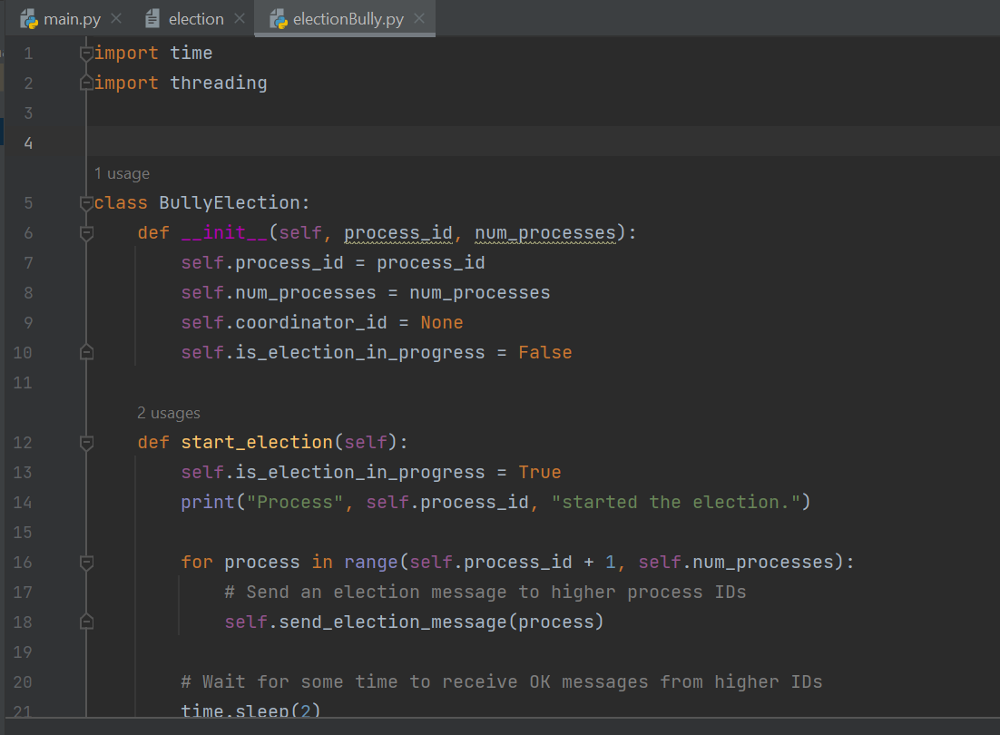 main.py election electionBully.py
1 import time
2 import threading
3
4
1 usage
5 class BullyElection:
6 def __init__(self, process_id, num_processes):
7 self.process_id = process_id
8 self.num_processes = num_processes
9 self.coordinator_id = None
10 self.is_election_in_progress = False
11
2 usages
12 def start_election(self):
13 self.is_election_in_progress = True
14 print("Process", self.process_id, "started the election.")
15
16 for process in range(self.process_id + 1, self.num_processes):
17 # Send an election message to higher process IDs
18 self.send_election_message(process)
19
20 # Wait for some time to receive OK messages from higher IDs
21 time.sleep(2)